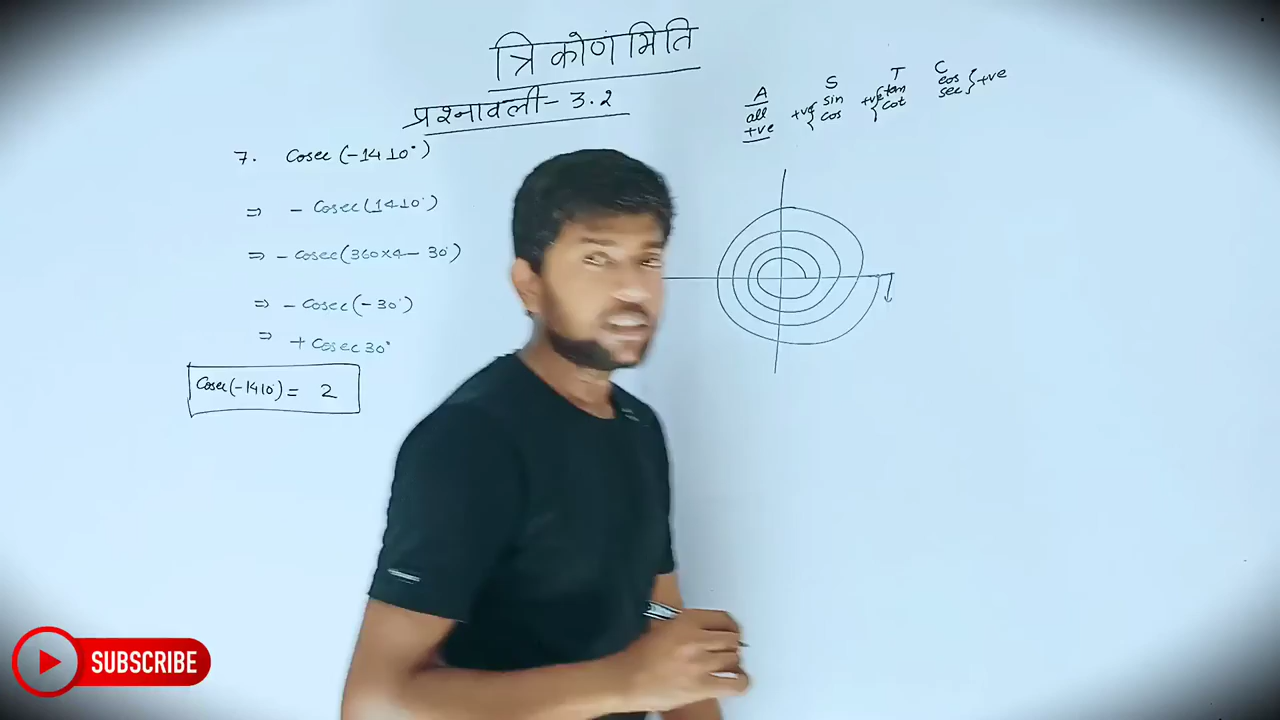 त्रिकोणमिति
प्रश्नावली- 3.2
7. Cosec (-1410°)
⇒ - Cosec (1410°)
⇒ - Cosec (360×4 - 30°)
⇒ - Cosec (-30°)
⇒ + Cosec 30°
Cosec (-1410°) = 2
A S T C
all +ve { sin +ve { tan cos } +ve
+ve cos cot sec
SUBSCRIBE